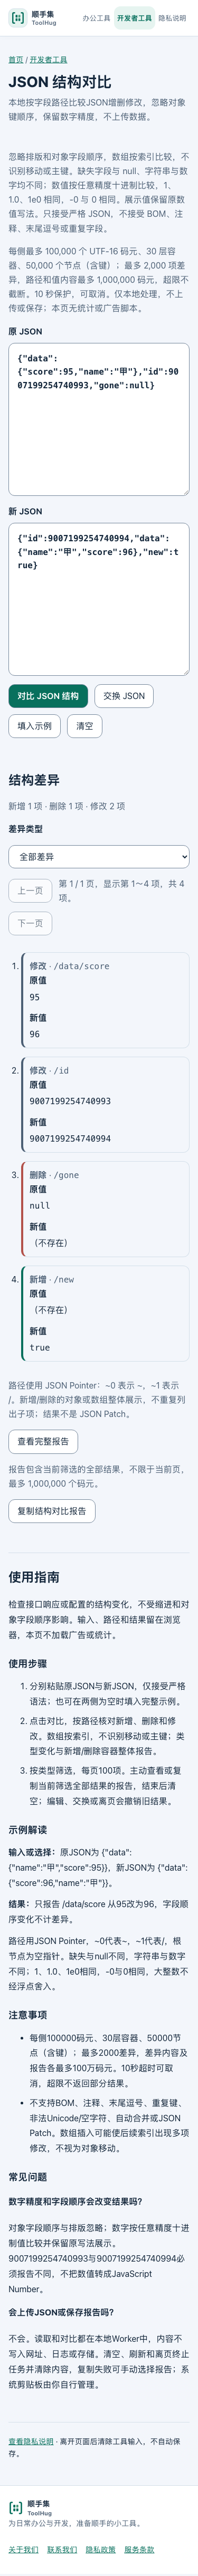 顺手集
ToolHug
办公工具 开发者工具 隐私说明
首页 / 开发者工具
JSON 结构对比
本地按字段路径比较JSON增删修改，忽略对象
键顺序，保留数字精度，不上传数据。
忽略排版和对象字段顺序，数组按索引比较，不
识别移动或主键。缺失字段与 null、字符串与数
字均不同；数值按任意精度十进制比较，1、
1.0、1e0 相同，-0 与 0 相同。展示值保留原数
值写法。只接受严格 JSON，不接受 BOM、注
释、末尾逗号或重复字段。
每侧最多 100,000 个 UTF-16 码元、30 层容
器、50,000 个节点（含键）；最多 2,000 项差
异，路径和值内容最多 1,000,000 码元，超限不
截断。10 秒保护，可取消。仅本地处理，不上
传或保存；本页无统计或广告脚本。
原 JSON
{"data":
{"score":95,"name":"甲"},"id":90
07199254740993,"gone":null}
新 JSON
{"id":9007199254740994,"data":
{"name":"甲","score":96},"new":t
rue}
对比 JSON 结构 交换 JSON
填入示例 清空
结构差异
新增 1 项 · 删除 1 项 · 修改 2 项
差异类型
全部差异
上一页 第 1 / 1 页，显示第 1～4 项，共 4
项。
下一页
1. 修改 · /data/score
原值
95
新值
96
2. 修改 · /id
原值
9007199254740993
新值
9007199254740994
3. 删除 · /gone
原值
null
新值
（不存在）
4. 新增 · /new
原值
（不存在）
新值
true
路径使用 JSON Pointer：~0 表示 ~，~1 表示
/。新增/删除的对象或数组整体展示，不重复列
出子项；结果不是 JSON Patch。
查看完整报告
报告包含当前筛选的全部结果，不限于当前页，
最多 1,000,000 个码元。
复制结构对比报告
使用指南
检查接口响应或配置的结构变化，不受缩进和对
象字段顺序影响。输入、路径和结果留在浏览
器，本页不加载广告或统计。
使用步骤
1. 分别粘贴原JSON与新JSON，仅接受严格
语法；也可在两侧为空时填入完整示例。
2. 点击对比，按路径核对新增、删除和修
改。数组按索引，不识别移动或主键；类
型变化与新增/删除容器整体报告。
3. 按类型筛选，每页100项。主动查看或复
制当前筛选全部结果的报告，结束后清
空；编辑、交换或离页会撤销旧结果。
示例解读
输入或选择：原JSON为 {"data":
{"name":"甲","score":95}}，新JSON为 {"data":
{"score":96,"name":"甲"}}。
结果：只报告 /data/score 从95改为96，字段顺
序变化不计差异。
路径用JSON Pointer，~0代表~，~1代表/，根
节点为空指针。缺失与null不同，字符串与数字
不同；1、1.0、1e0相同，-0与0相同，大整数不
经浮点舍入。
注意事项
• 每侧100000码元、30层容器、50000节
点（含键）；最多2000差异，差异内容及
报告各最多100万码元。10秒超时可取
消，超限不返回部分结果。
• 不支持BOM、注释、末尾逗号、重复键、
非法Unicode/空字符、自动合并或JSON
Patch。数组插入可能使后续索引出现多项
修改，不视为对象移动。
常见问题
数字精度和字段顺序会改变结果吗？
对象字段顺序与排版忽略；数字按任意精度十进
制值比较并保留原写法展示。
9007199254740993与9007199254740994必
须报告不同，不把数值转成JavaScript
Number。
会上传JSON或保存报告吗？
不会。读取和对比都在本地Worker中，内容不
写入网址、日志或存储。清空、刷新和离页终止
任务并清除内容，复制失败可手动选择报告；系
统剪贴板由你自行管理。
查看隐私说明 · 离开页面后清除工具输入，不自动保
存。
顺手集
ToolHug
为日常办公与开发，准备顺手的小工具。
关于我们 联系我们 隐私政策 服务条款